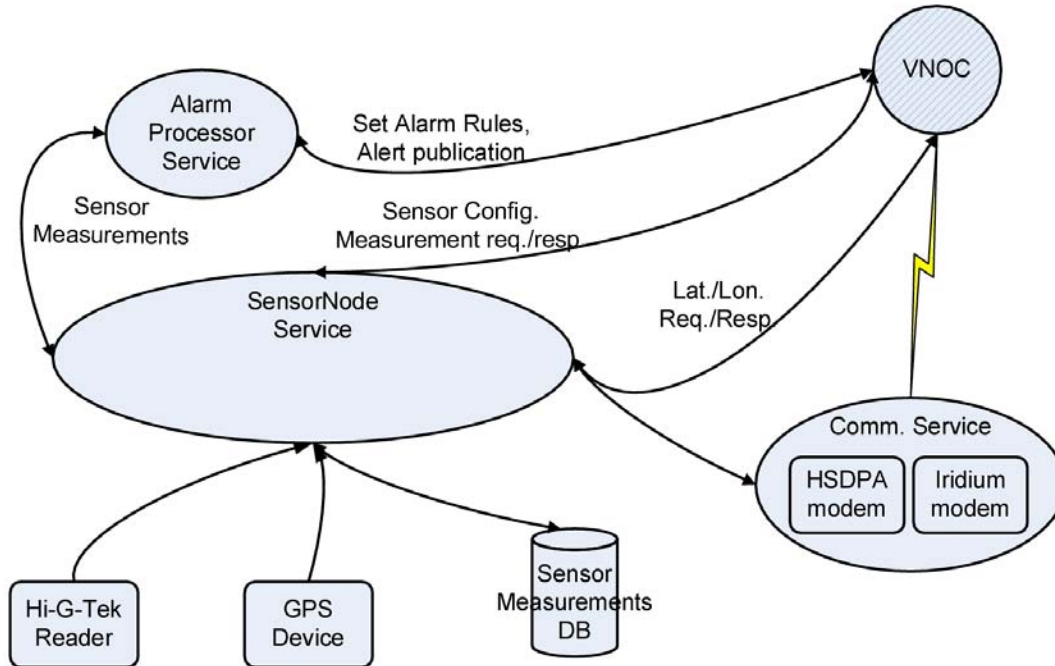 VNOC
Alarm
Processor
Service
Set Alarm Rules,
Alert publication
Sensor
Measurements
Sensor Config.
Measurement req./resp.
SensorNode
Service
Lat./Lon.
Req./Resp.
Comm. Service
HSDPA
modem
Iridium
modem
Hi-G-Tek
Reader
GPS
Device
Sensor
Measurements
DB